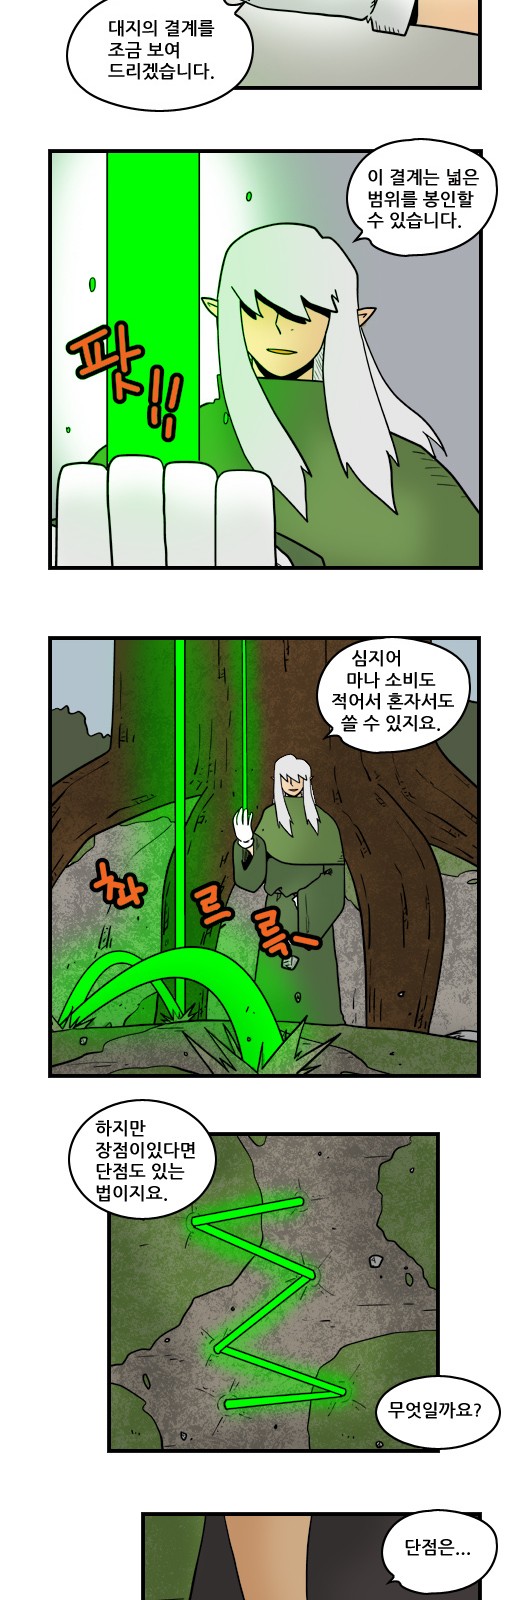 대지의 결계를
조금 보여
드리겠습니다.
이 결계는 넓은
범위를 봉인할
수 있습니다.
팟!!
심지어
마나 소비도
적어서 혼자서도
쓸 수 있지요.
촤르륵-
하지만
장점이있다면
단점도 있는
법이지요.
무엇일까요?
단점은...